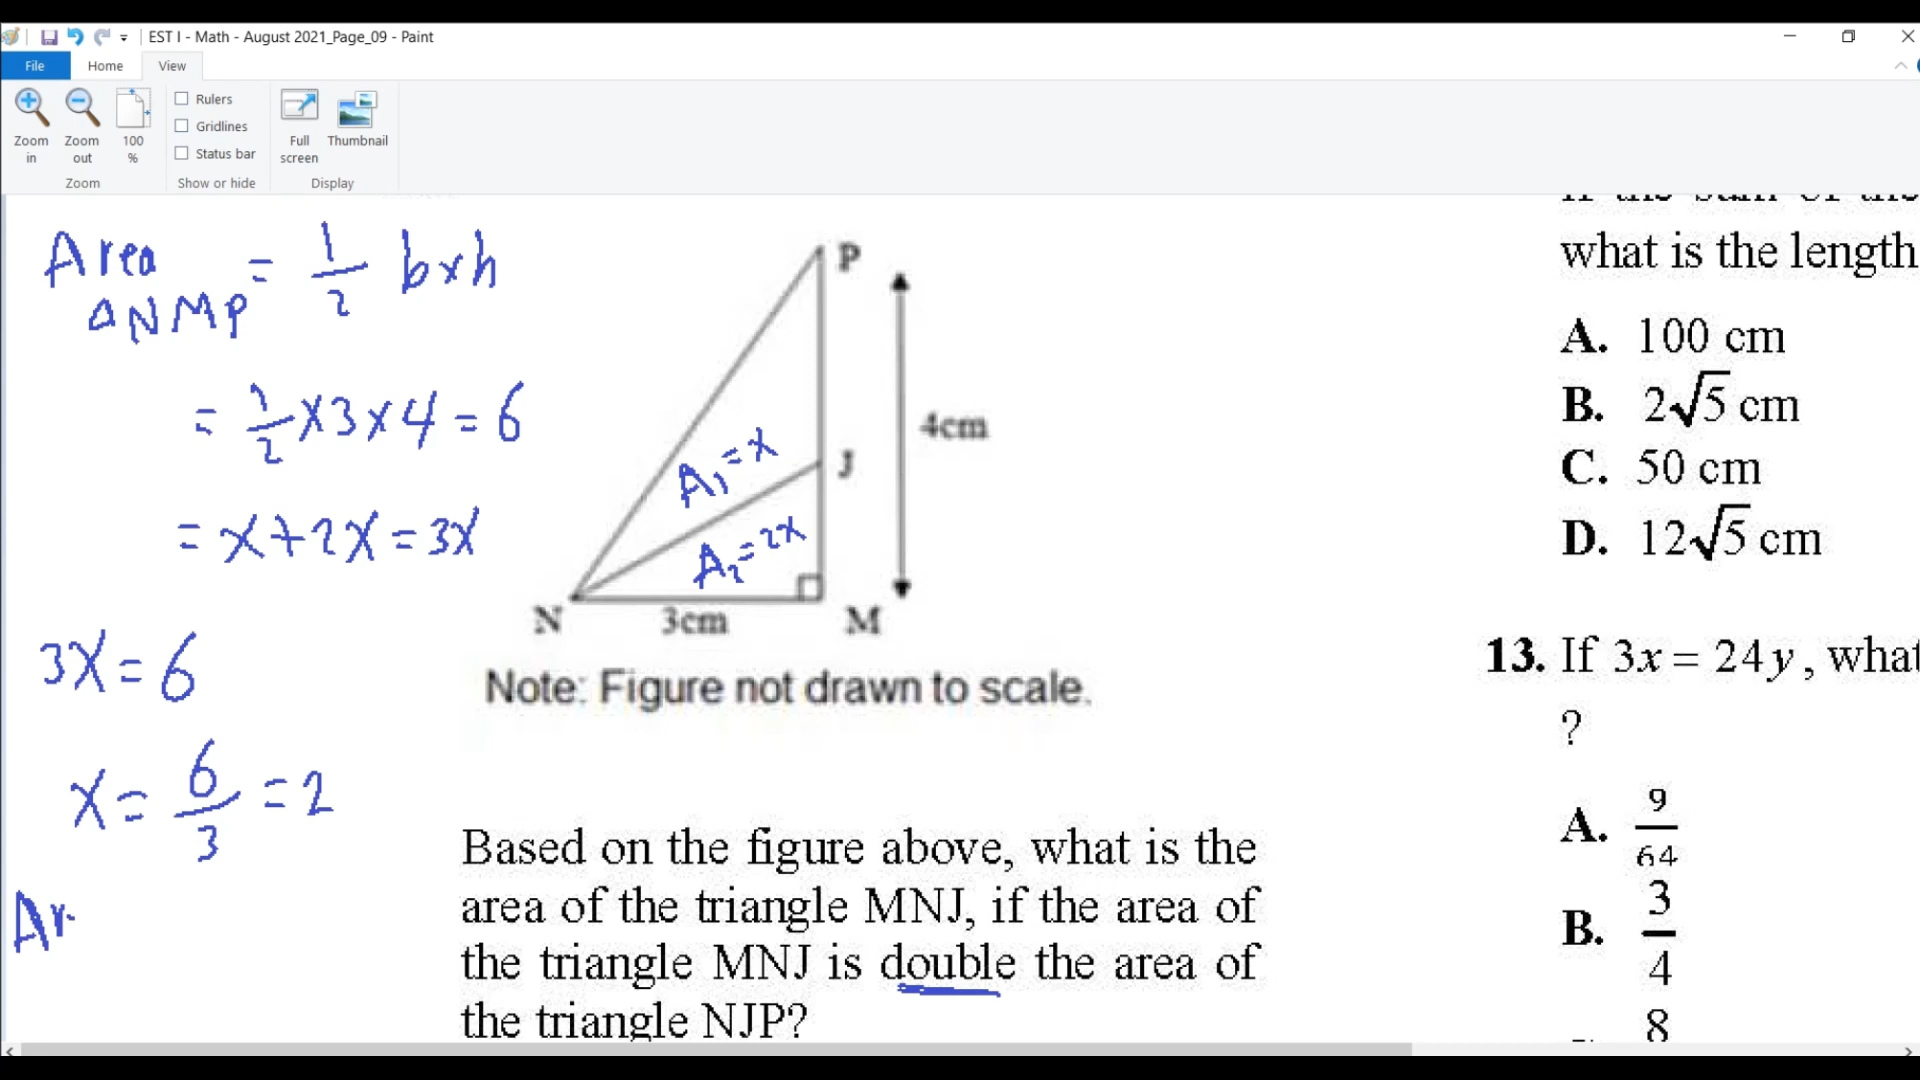 EST I - Math - August 2021_Page_09 - Paint
File Home View
Zoom in
Zoom out
100 %
Rulers
Gridlines
Status bar
Full screen
Thumbnail
Zoom
Show or hide
Display
Area ΔNMP = 1/2 b×h
= 1/2 × 3 × 4 = 6
= x + 2x = 3x
3x = 6
x = 6/3 = 2
Ar
P
4cm
J
A₁ = x
A₂ = 2x
N
3cm
M
Note: Figure not drawn to scale.
Based on the figure above, what is the
area of the triangle MNJ, if the area of
the triangle MNJ is double the area of
the triangle NJP?
what is the length
A. 100 cm
B. 2√5 cm
C. 50 cm
D. 12√5 cm
13. If 3x = 24y, what
?
A. 9/64
B. 3/4
8